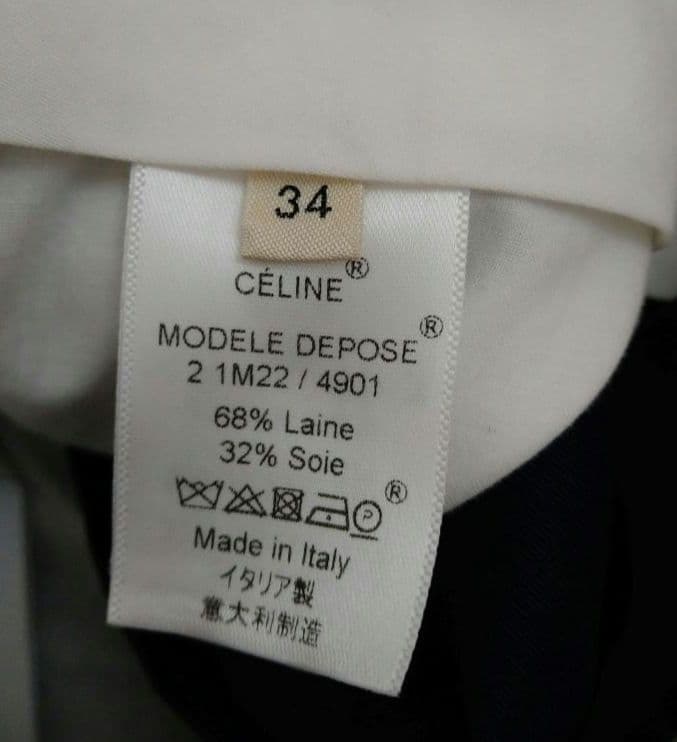 34
CÉLINE®
MODELE DEPOSE®
2 1M22 / 4901
68% Laine
32% Soie
P ®
Made in Italy
イタリア製
意大利制造